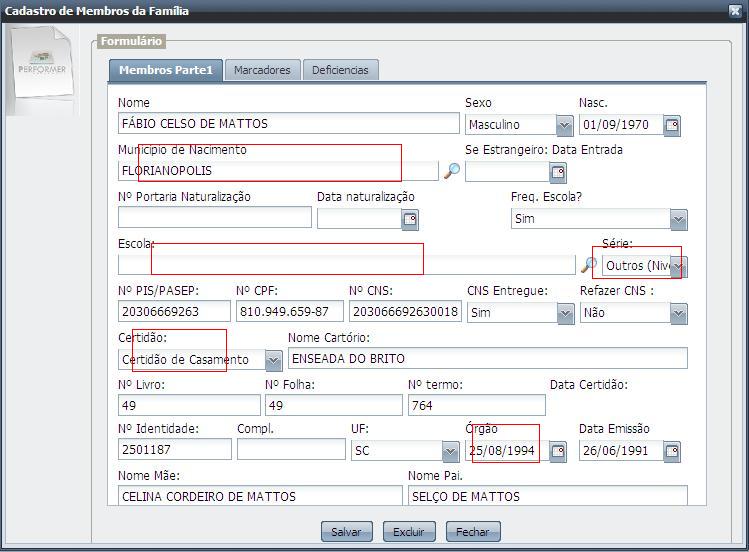 Cadastro de Membros da Família
PERFORMER
Formulário
Membros Parte1 Marcadores Deficiencias
Nome Sexo Nasc.
FÁBIO CELSO DE MATTOS Masculino 01/09/1970
Municipio de Nacimento Se Estrangeiro: Data Entrada
FLORIANOPOLIS
Nº Portaria Naturalização Data naturalização Freq. Escola?
Sim
Escola: Série:
Outros (Nive
Nº PIS/PASEP: Nº CPF: Nº CNS: CNS Entregue: Refazer CNS :
20306669263 810.949.659-87 203066692630018 Sim Não
Certidão: Nome Cartório:
Certidão de Casamento ENSEADA DO BRITO
Nº Livro: Nº Folha: Nº termo: Data Certidão:
49 49 764
Nº Identidade: Compl. UF: Órgão Data Emissão
2501187 SC 25/08/1994 26/06/1991
Nome Mãe: Nome Pai.
CELINA CORDEIRO DE MATTOS SELÇO DE MATTOS
Salvar Excluir Fechar